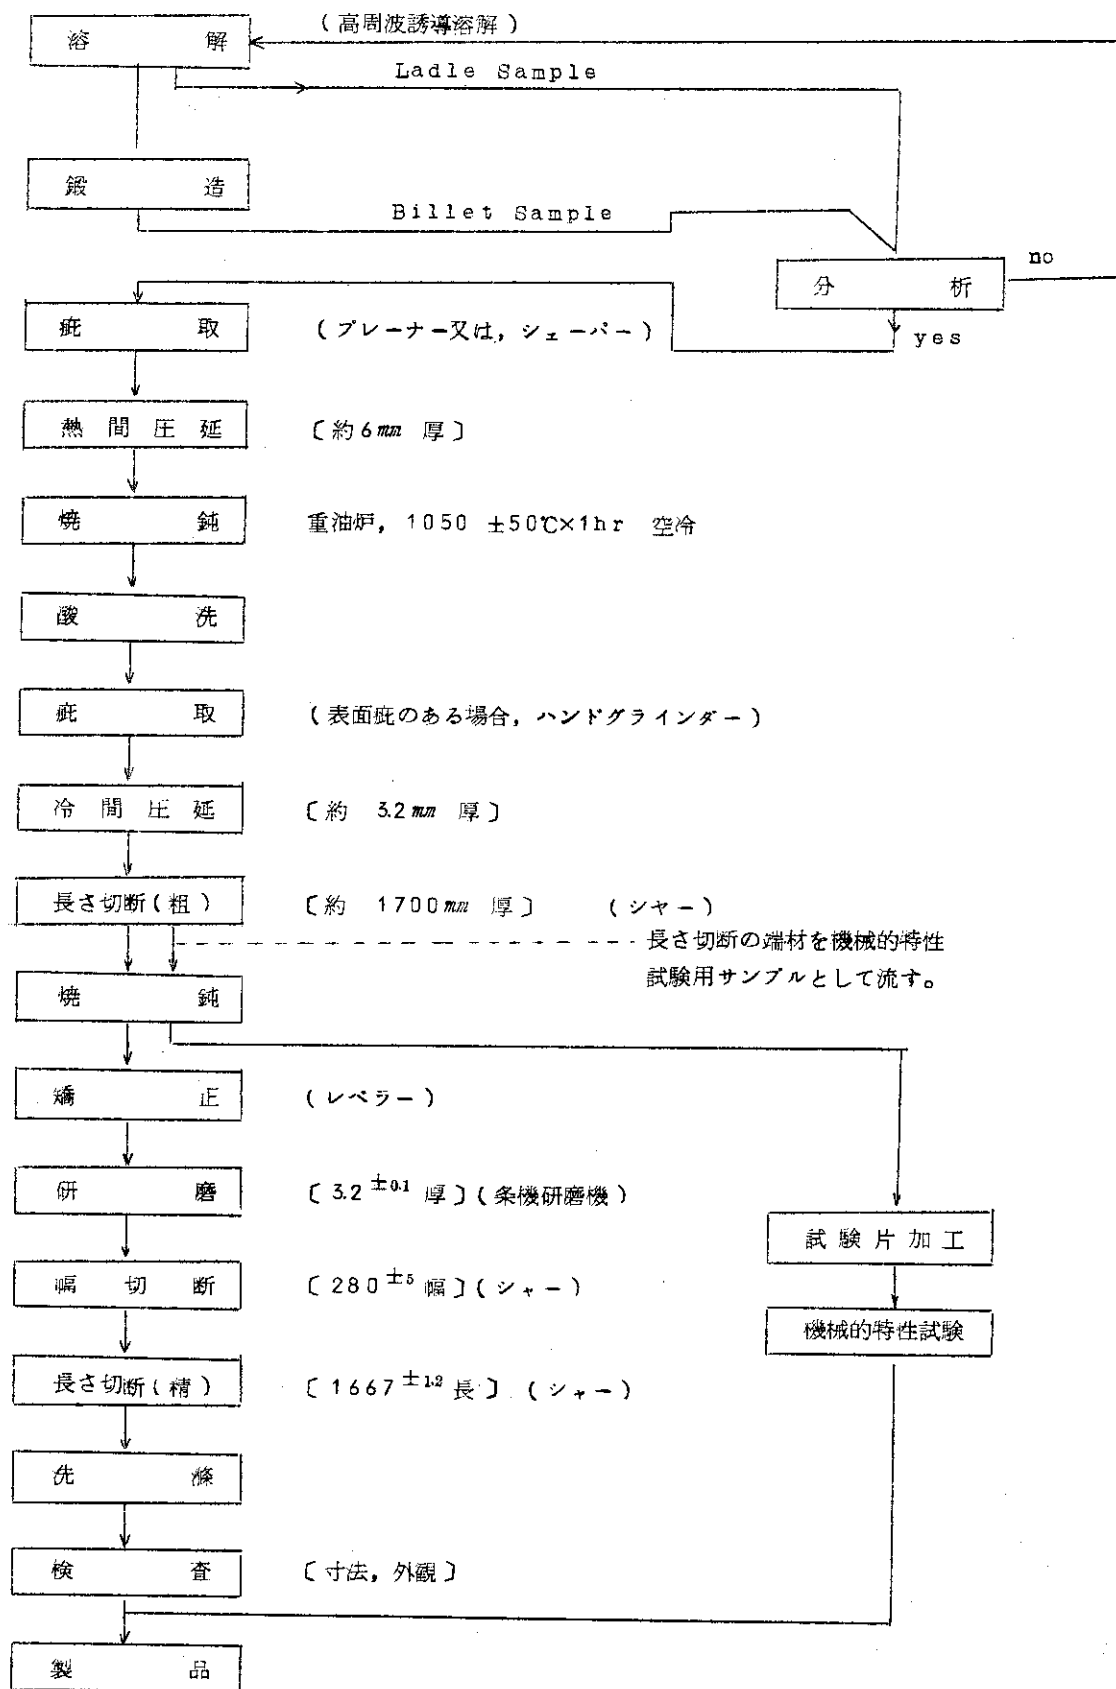 溶解 (高周波誘導溶解)
Ladle Sample
鍛造
Billet Sample
分析 no
yes
疵取 (プレーナー又は,シェーパー)
熱間圧延 〔約6mm 厚〕
焼鈍 重油炉, 1050 ±50℃×1hr 空冷
酸洗
疵取 (表面疵のある場合,ハンドグラインダー)
冷間圧延 〔約 3.2mm 厚〕
長さ切断(粗) 〔約 1700mm 厚〕 (シャー)
長さ切断の端材を機械的特性
試験用サンプルとして流す。
焼鈍
矯正 (レベラー)
研磨 〔3.2±0.1 厚〕(条機研磨機)
試験片加工
幅切断 〔280±5 幅〕(シャー)
機械的特性試験
長さ切断(精) 〔1667±1.2 長〕 (シャー)
洗滌
検査 〔寸法,外観〕
製品